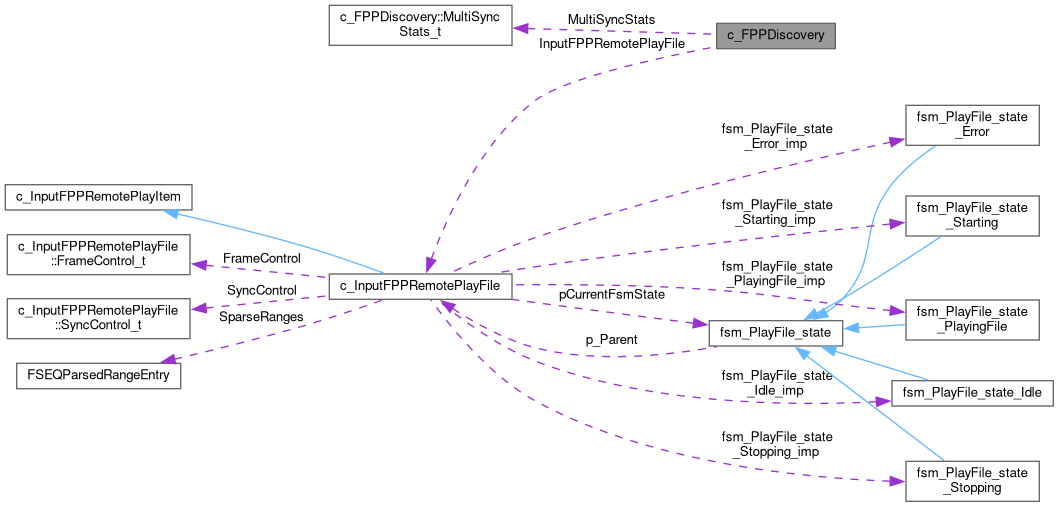 c_FPPDiscovery::MultiSync
Stats_t
MultiSyncStats
c_FPPDiscovery
InputFPPRemotePlayFile
fsm_PlayFile_state
_Error_imp
fsm_PlayFile_state
_Error
c_InputFPPRemotePlayItem
fsm_PlayFile_state
_Starting_imp
fsm_PlayFile_state
_Starting
c_InputFPPRemotePlayFile
::FrameControl_t
FrameControl
c_InputFPPRemotePlayFile
fsm_PlayFile_state
_PlayingFile_imp
c_InputFPPRemotePlayFile
::SyncControl_t
SyncControl
pCurrentFsmState
fsm_PlayFile_state
_PlayingFile
SparseRanges
fsm_PlayFile_state
p_Parent
FSEQParsedRangeEntry
fsm_PlayFile_state
_Idle_imp
fsm_PlayFile_state_Idle
fsm_PlayFile_state
_Stopping_imp
fsm_PlayFile_state
_Stopping